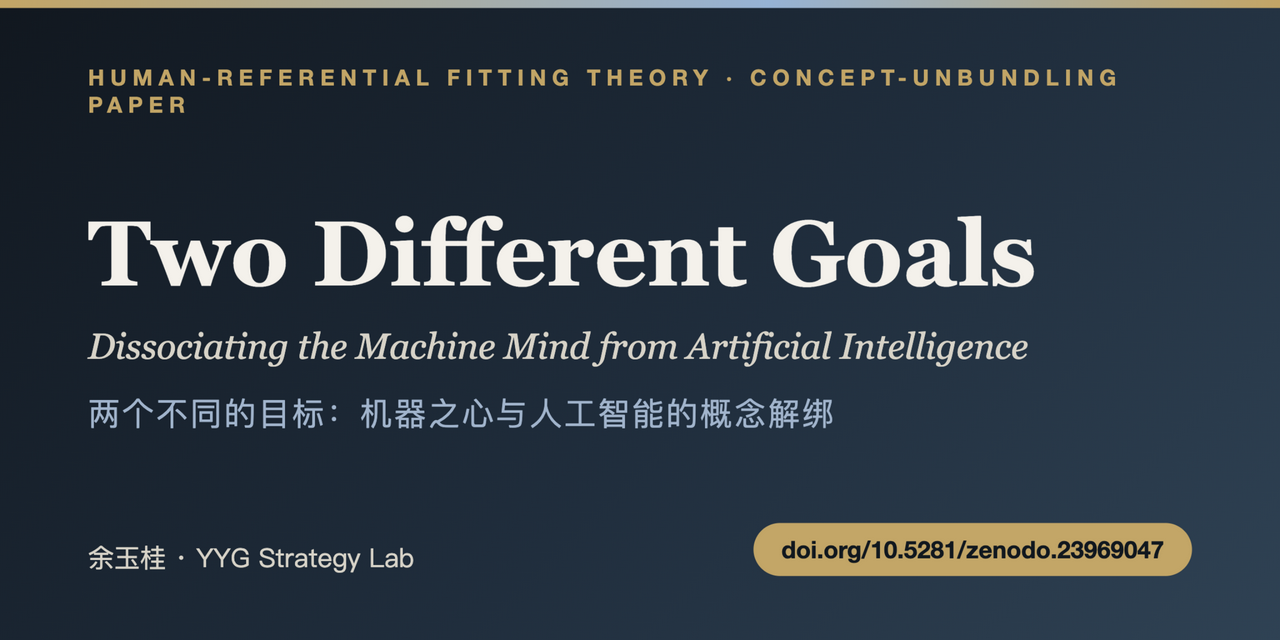 HUMAN-REFERENTIAL FITTING THEORY · CONCEPT-UNBUNDLING
PAPER
Two Different Goals
Dissociating the Machine Mind from Artificial Intelligence
两个不同的目标：机器之心与人工智能的概念解绑
余玉桂 · YYG Strategy Lab
doi.org/10.5281/zenodo.23969047